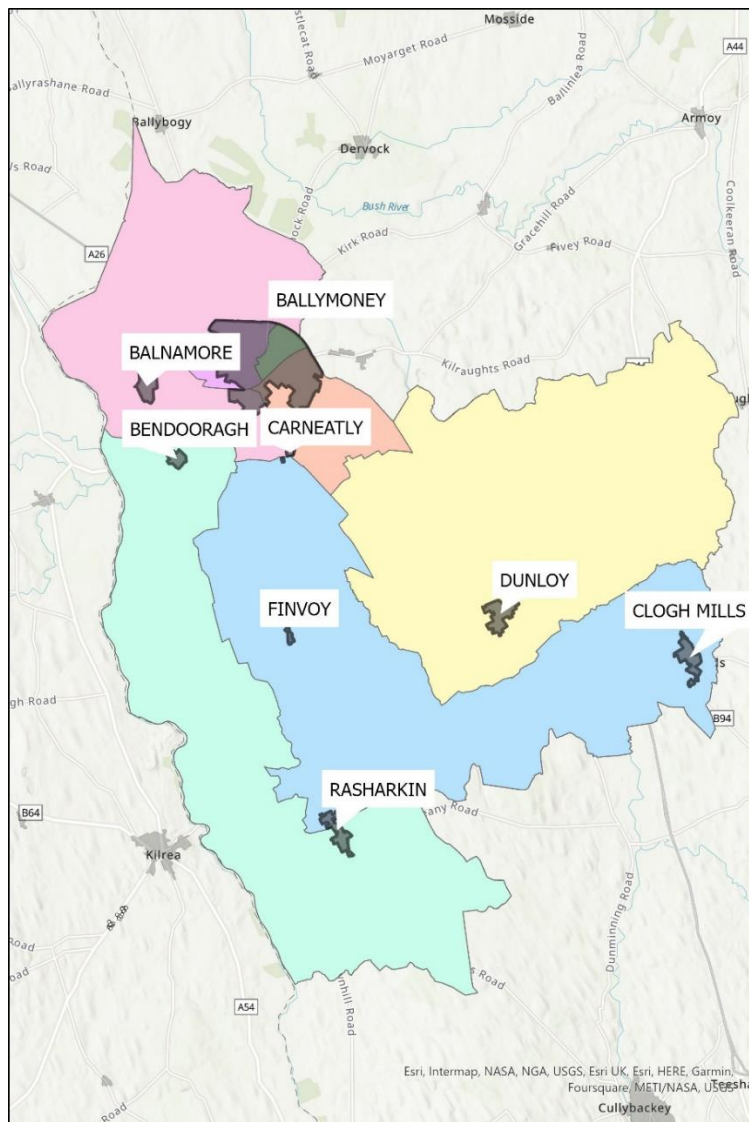 Mosside
Moyarget Road
Ballinlea Road
A44
Ballyrashane Road
Ballybogy
Armoy
Dervock
Bush River
Gracehill Road
Coolkeeran Road
Kirk Road
Fivey Road
A26
BALLYMONEY
Kilraughts Road
BALNAMORE
BENDOORAGH
CARNEATLY
DUNLOY
FINVOY
CLOGH MILLS
B94
RASHARKIN
B64
Kilrea
Dunminning Road
A54
Esri, Intermap, NASA, NGA, USGS, Esri UK, Esri, HERE, Garmin,
Foursquare, METI/NASA, USGS
Cullybackey